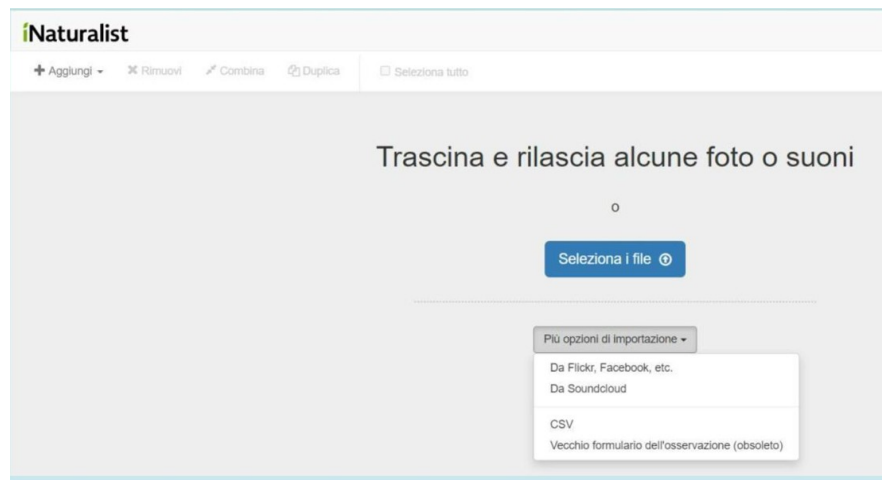 iNaturalist
Aggiungi Rimuovi Combina Duplica Seleziona tutto
Trascina e rilascia alcune foto o suoni
o
Seleziona i file
Più opzioni di importazione
Da Flickr, Facebook, etc.
Da Soundcloud
CSV
Vecchio formulario dell'osservazione (obsoleto)